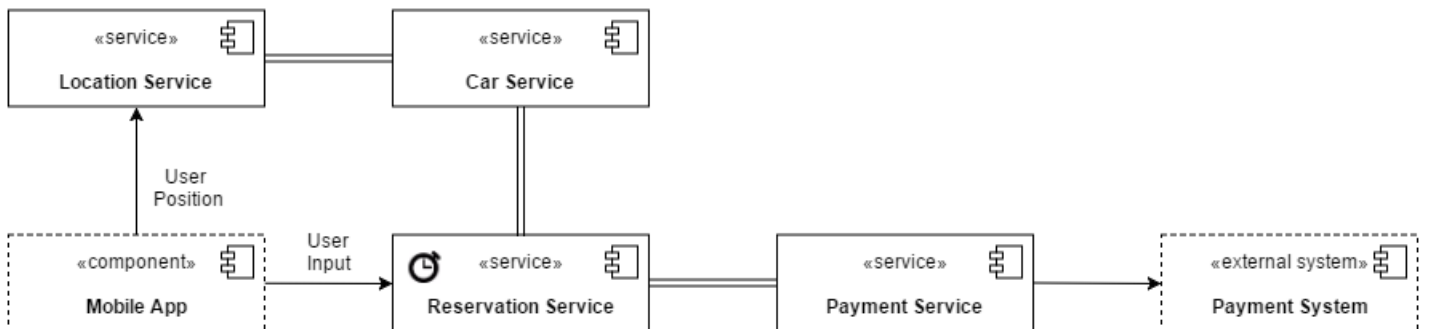 «service»
Location Service
«service»
Car Service
User
Position
«component»
Mobile App
User
Input
«service»
Reservation Service
«service»
Payment Service
«external system»
Payment System